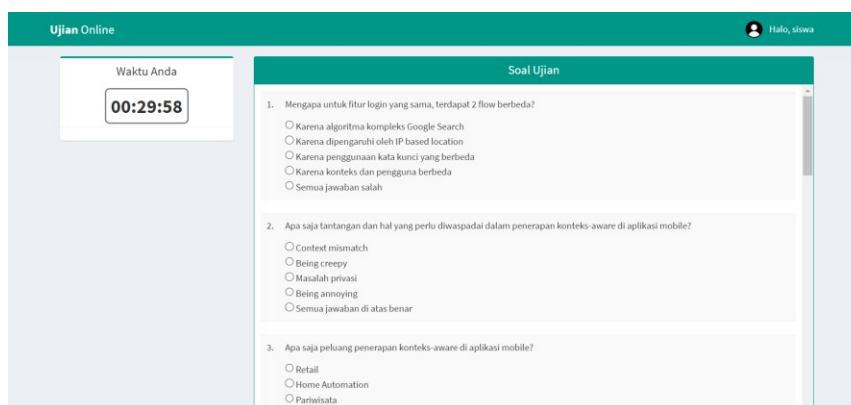 Ujian Online
Halo, siswa
Waktu Anda
00:29:58
Soal Ujian
1. Mengapa untuk fitur login yang sama, terdapat 2 flow berbeda?
Karena algoritma kompleks Google Search
Karena dipengaruhi oleh IP based location
Karena penggunaan kata kunci yang berbeda
Karena konteks dan pengguna berbeda
Semua jawaban salah
2. Apa saja tantangan dan hal yang perlu diwaspadai dalam penerapan konteks-aware di aplikasi mobile?
Context mismatch
Being creepy
Masalah privasi
Being annoying
Semua jawaban di atas benar
3. Apa saja peluang penerapan konteks-aware di aplikasi mobile?
Retail
Home Automation
Pariwisata